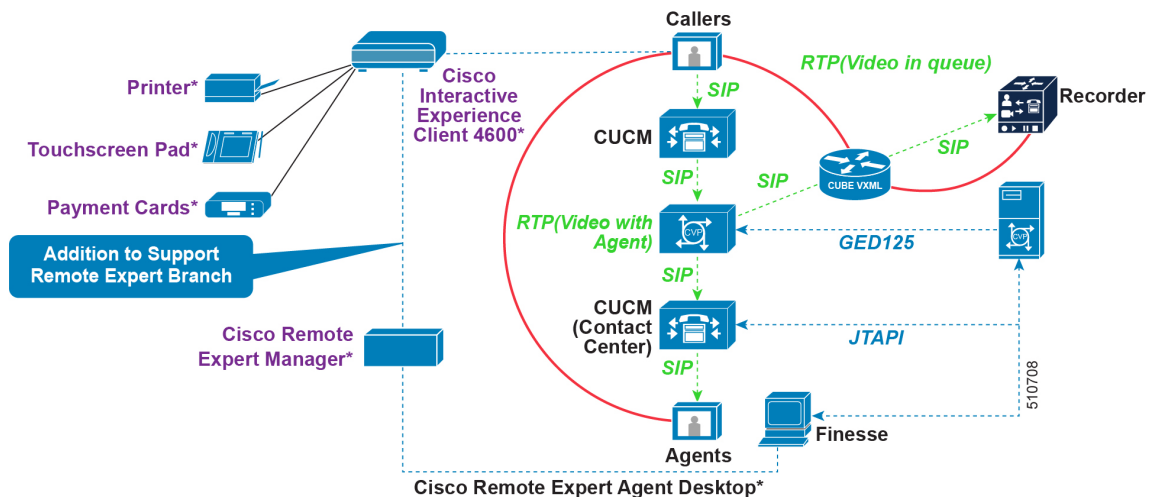 Callers
RTP(Video in queue)
Printer*
Cisco
Interactive
Experience
Client 4600*
SIP
Recorder
CUCM
SIP
Touchscreen Pad*
SIP
SIP
CUBE VXML
Payment Cards*
RTP(Video with
Agent)
CVP
GED125
CVP
Addition to Support
Remote Expert Branch
SIP
CUCM
(Contact
Center)
Cisco Remote
Expert Manager*
JTAPI
SIP
510708
Finesse
Agents
Cisco Remote Expert Agent Desktop*